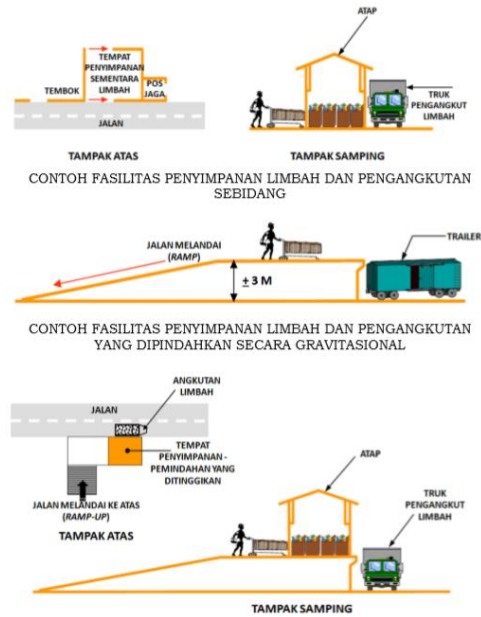 ATAP
TEMPAT
PENYIMPANAN
SEMENTARA
LIMBAH
POS
JAGA
TEMBOK
JALAN
TRUK
PENGANGKUT
LIMBAH
TAMPAK ATAS
TAMPAK SAMPING
CONTOH FASILITAS PENYIMPANAN LIMBAH DAN PENGANGKUTAN
SEBIDANG
JALAN MELANDAI
(RAMP)
TRAILER
± 3 M
CONTOH FASILITAS PENYIMPANAN LIMBAH DAN PENGANGKUTAN
YANG DIPINDAHKAN SECARA GRAVITASIONAL
ANGKUTAN
LIMBAH
JALAN
TEMPAT
PENYIMPANAN -
PEMINDAHAN YANG
DITINGGIKAN
JALAN MELANDAI KE ATAS
(RAMP-UP)
TAMPAK ATAS
ATAP
TRUK
PENGANGKUT
LIMBAH
TAMPAK SAMPING